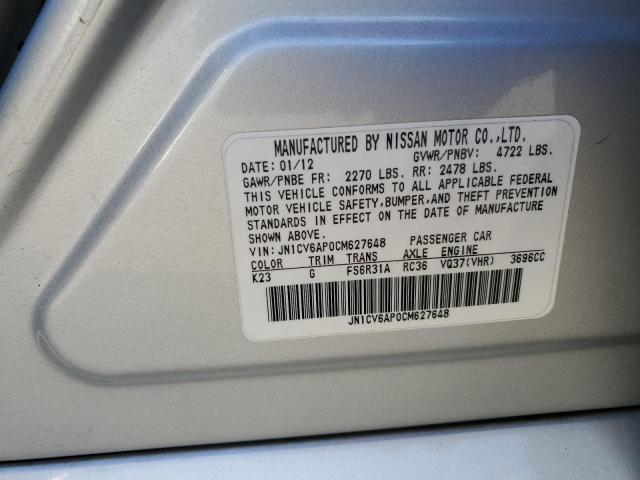 MANUFACTURED BY NISSAN MOTOR CO.,LTD.
DATE: 01/12 GVWR/PNBV: 4722 LBS.
GAWR/PNBE FR: 2270 LBS. RR: 2478 LBS.
THIS VEHICLE CONFORMS TO ALL APPLICABLE FEDERAL
MOTOR VEHICLE SAFETY,BUMPER,AND THEFT PREVENTION
STANDARDS IN EFFECT ON THE DATE OF MANUFACTURE
SHOWN ABOVE.
VIN: JN1CV6AP0CM627648 PASSENGER CAR
COLOR TRIM TRANS AXLE ENGINE
K23 G FS6R31A RC36 VQ37(VHR) 3696CC
JN1CV6AP0CM627648